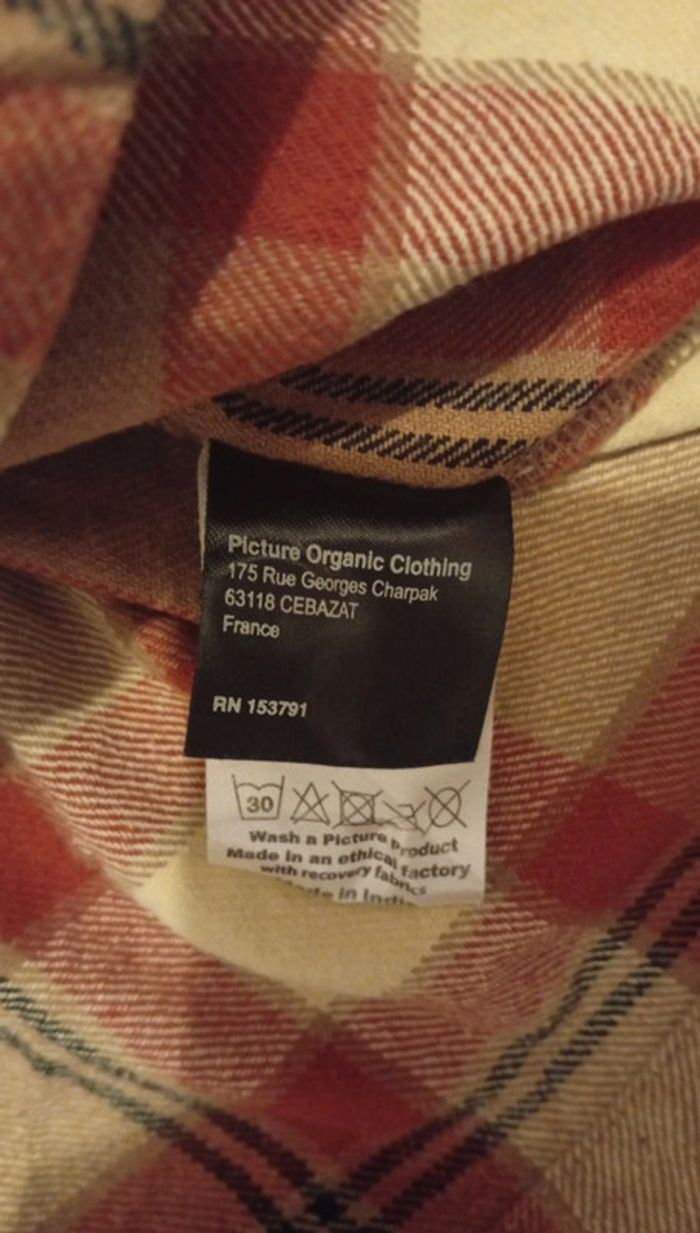 Picture Organic Clothing
175 Rue Georges Charpak
63118 CEBAZAT
France
RN 153791
30
Wash a Picture product
Made in an ethical factory
with recovery fabrics
in